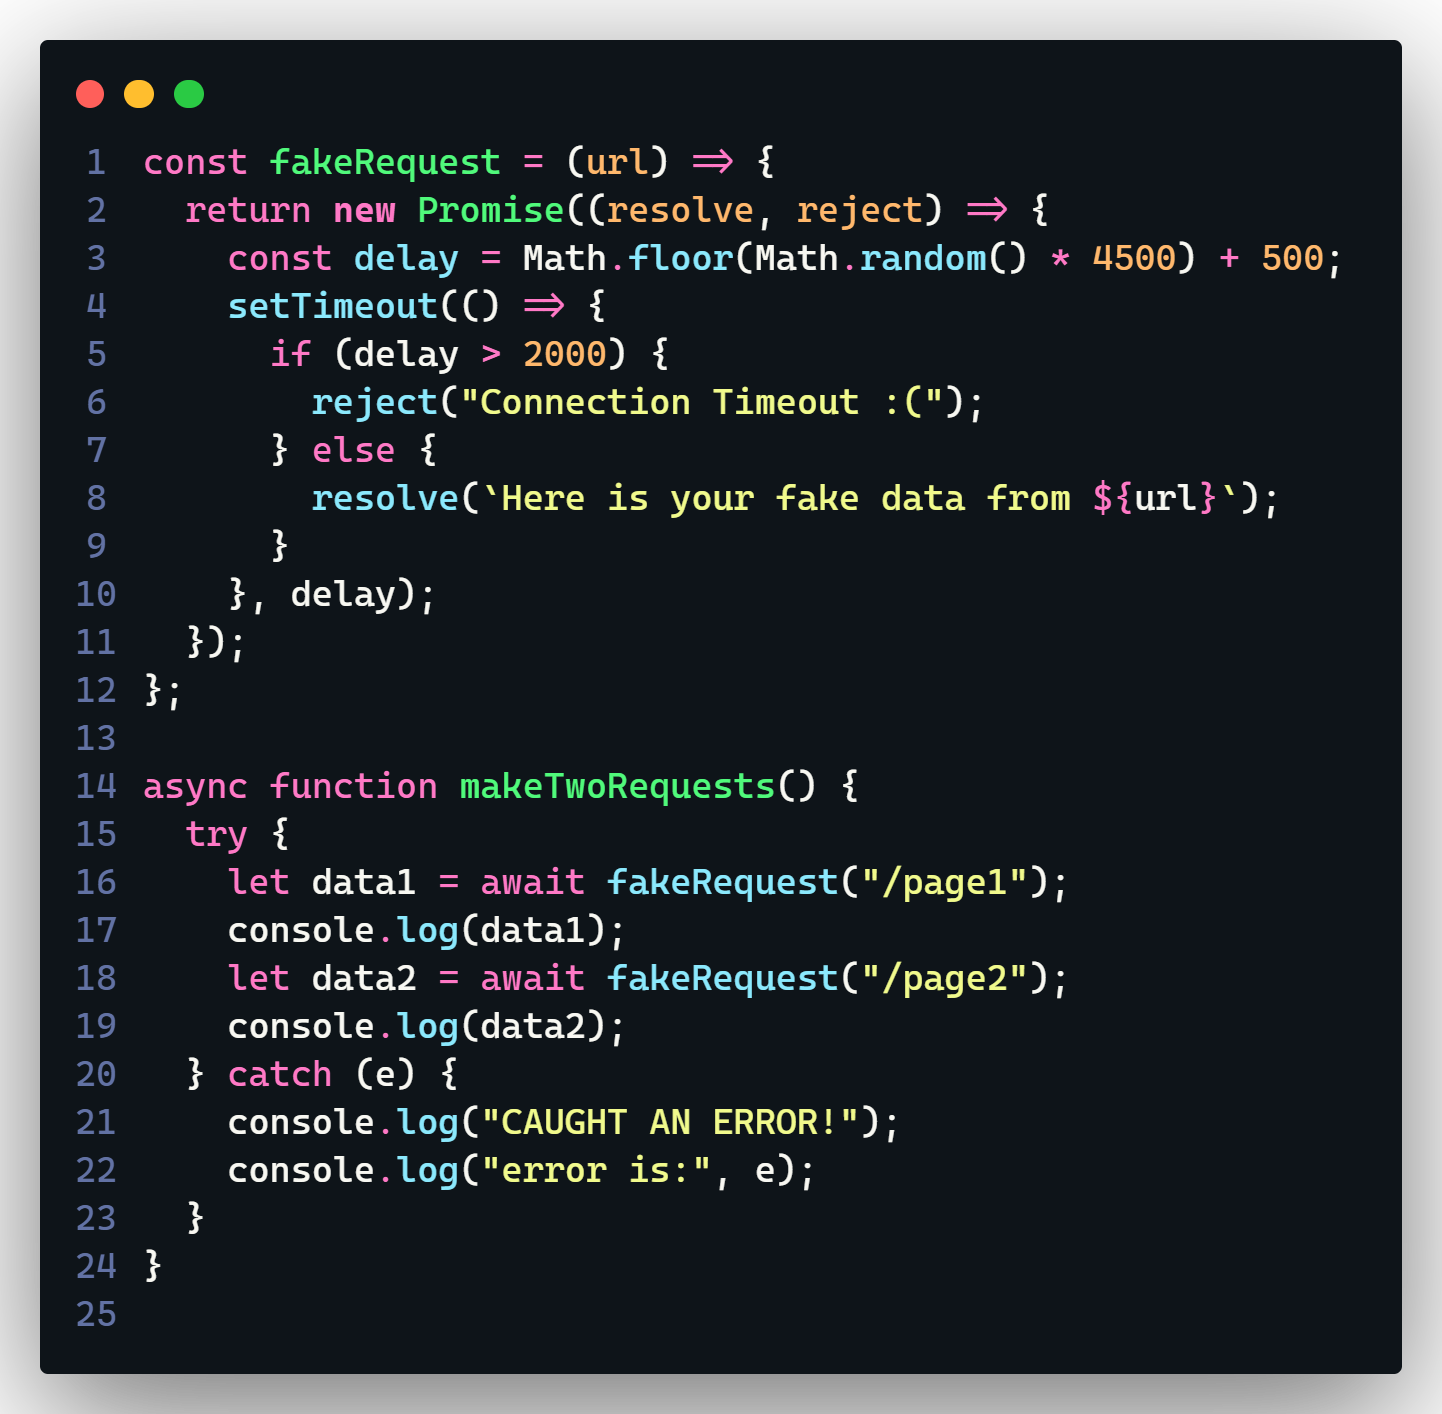 1 const fakeRequest = (url) => {
2   return new Promise((resolve, reject) => {
3     const delay = Math.floor(Math.random() * 4500) + 500;
4     setTimeout(() => {
5       if (delay > 2000) {
6         reject("Connection Timeout :(");
7       } else {
8         resolve(`Here is your fake data from ${url}`);
9       }
10     }, delay);
11   });
12 };
13
14 async function makeTwoRequests() {
15   try {
16     let data1 = await fakeRequest("/page1");
17     console.log(data1);
18     let data2 = await fakeRequest("/page2");
19     console.log(data2);
20   } catch (e) {
21     console.log("CAUGHT AN ERROR!");
22     console.log("error is:", e);
23   }
24 }
25